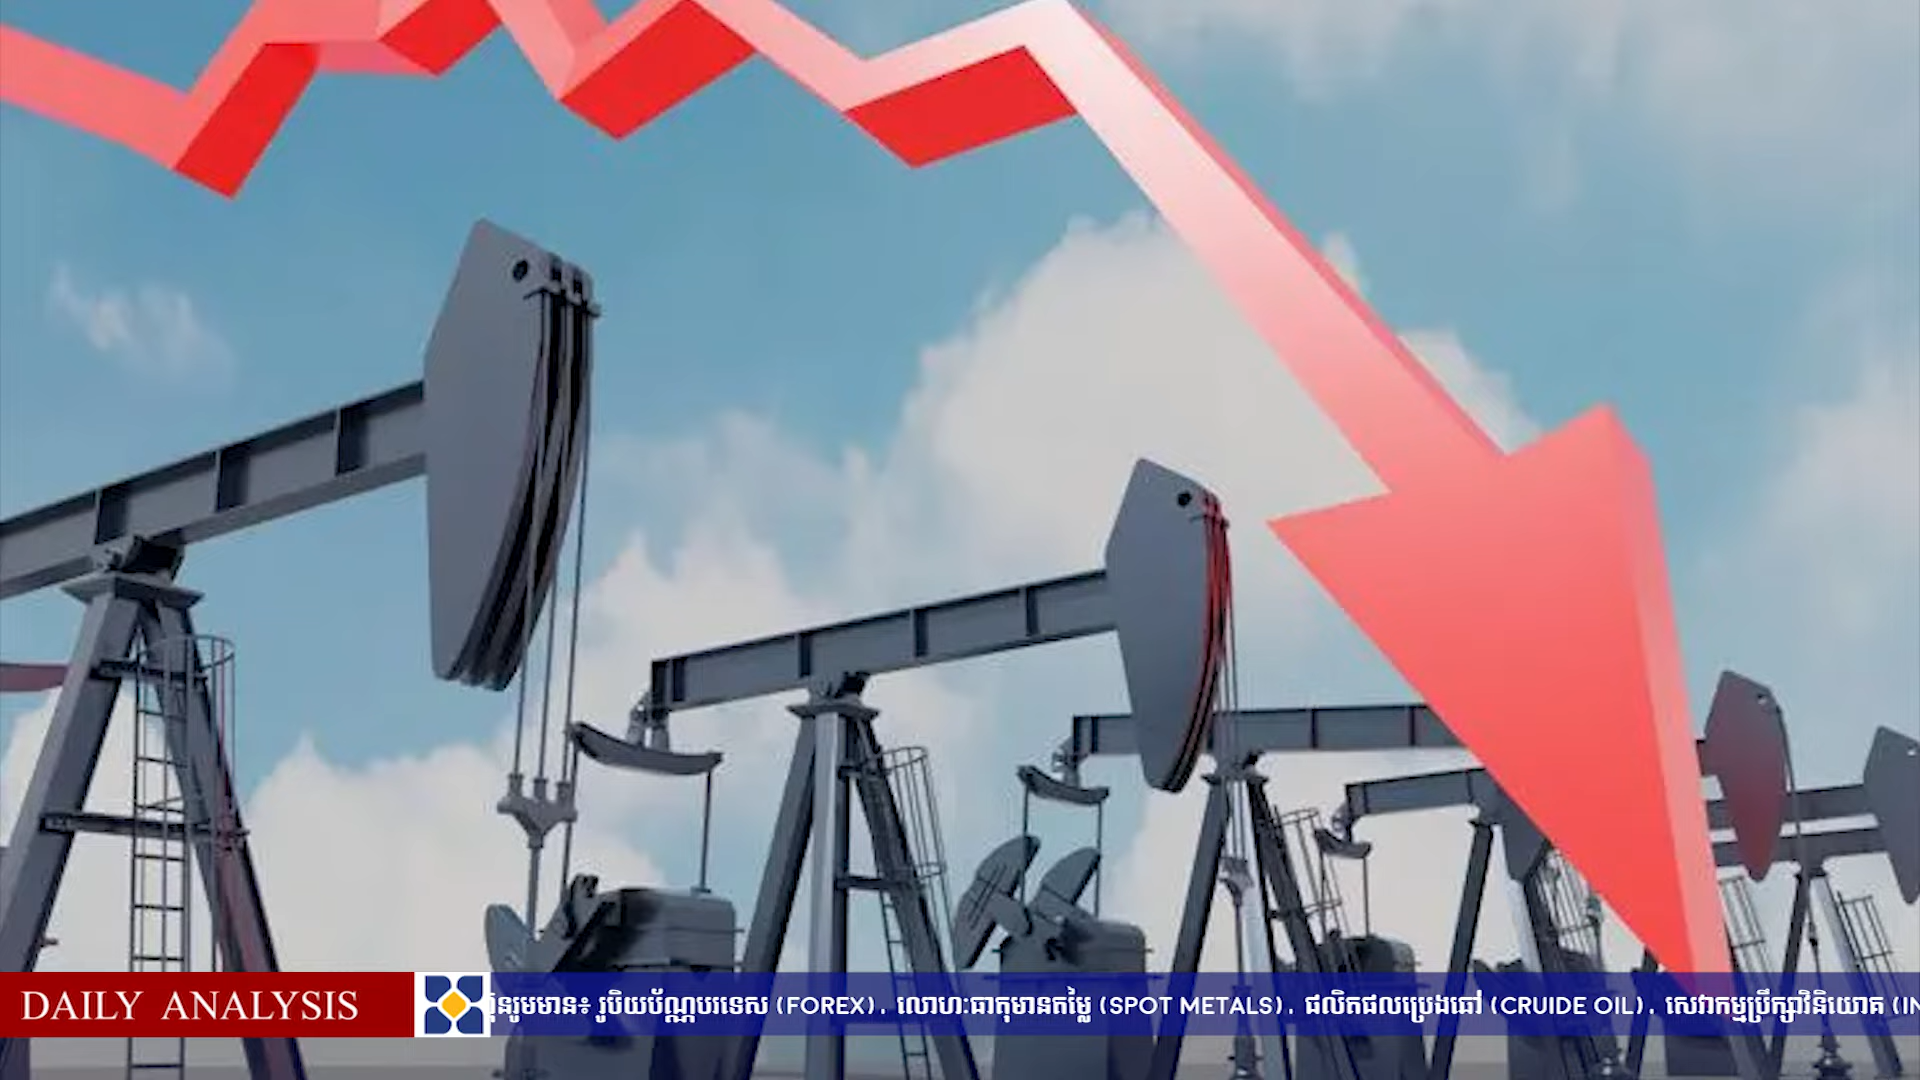 DAILY ANALYSIS
រួមមាន៖ រូបិយប័ណ្ណបរទេស (FOREX). លោហៈធាតុមានតម្លៃ (SPOT METALS). ផលិតផលប្រេងឆៅ (CRUIDE OIL). សេវាកម្មប្រឹក្សាវិនិយោគ (IN